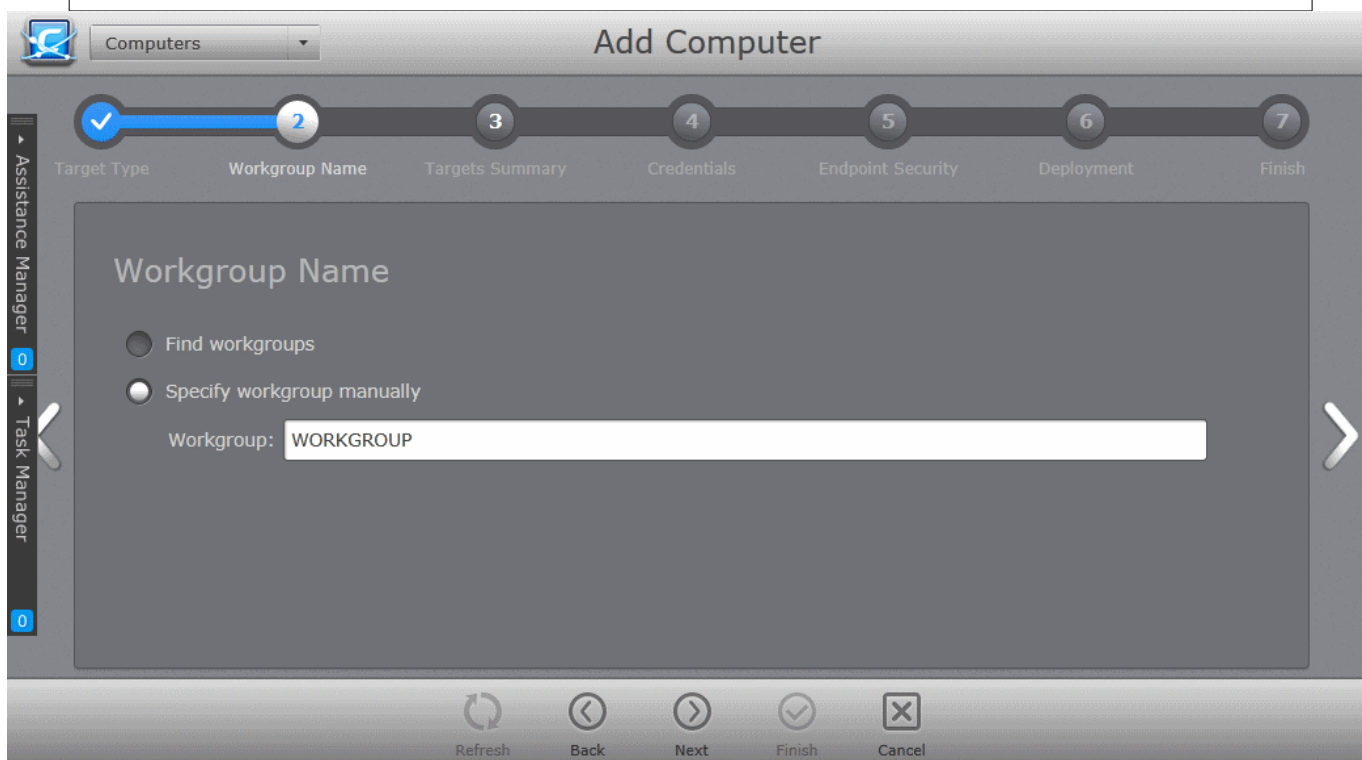 Computers
Add Computer
2
3
4
5
6
7
Target Type
Workgroup Name
Targets Summary
Credentials
Endpoint Security
Deployment
Finish
Assistance Manager
0
Task Manager
0
Workgroup Name
Find workgroups
Specify workgroup manually
Workgroup: WORKGROUP
Refresh
Back
Next
Finish
Cancel